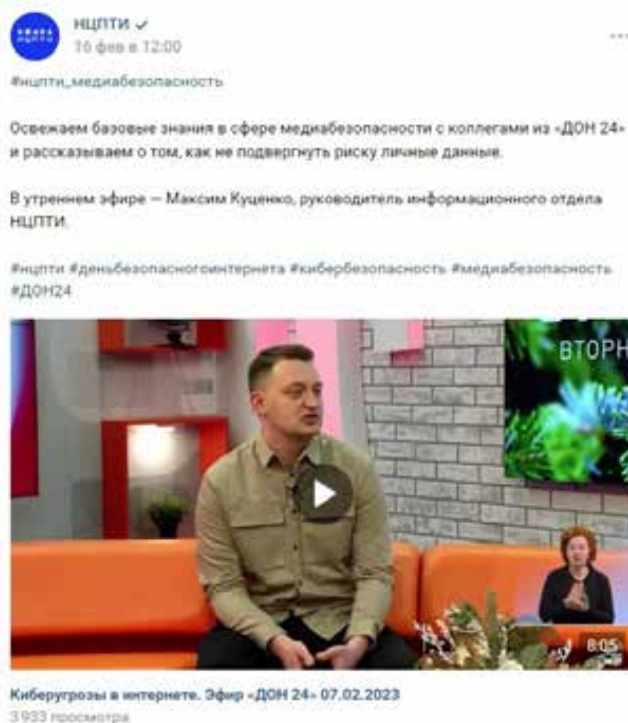 НЦПТИ
16 фев в 12:00
#нцпти_медиабезопасность
Освежаем базовые знания в сфере медиабезопасности с коллегами из «ДОН 24»
и рассказываем о том, как не подвергнуть риску личные данные.
В утреннем эфире — Максим Куценко, руководитель информационного отдела
НЦПТИ.
#нцпти #деньбезопасногоинтернета #кибербезопасность #медиабезопасность
#ДОН24
ВТОРН
8:05
Киберугрозы в интернете. Эфир «ДОН 24» 07.02.2023
3 933 просмотра